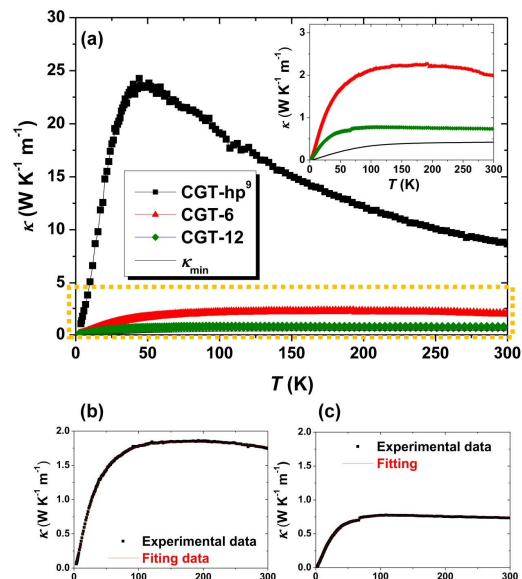 (a)
30
25
20
15
10
5
0
κ (W K⁻¹ m⁻¹)
0 50 100 150 200 250 300
T (K)
CGT-hp⁹
CGT-6
CGT-12
κmin
3
2
1
0
κ (W K⁻¹ m⁻¹)
0 100 200 300
T (K)
(b)
2.0
1.5
1.0
0.5
0.0
κ (W K⁻¹ m⁻¹)
Experimental data
Fiting data
0 100 200 300
(c)
2.0
1.5
1.0
0.5
0.0
κ (W K⁻¹ m⁻¹)
Experimental data
Fitting
0 100 200 300